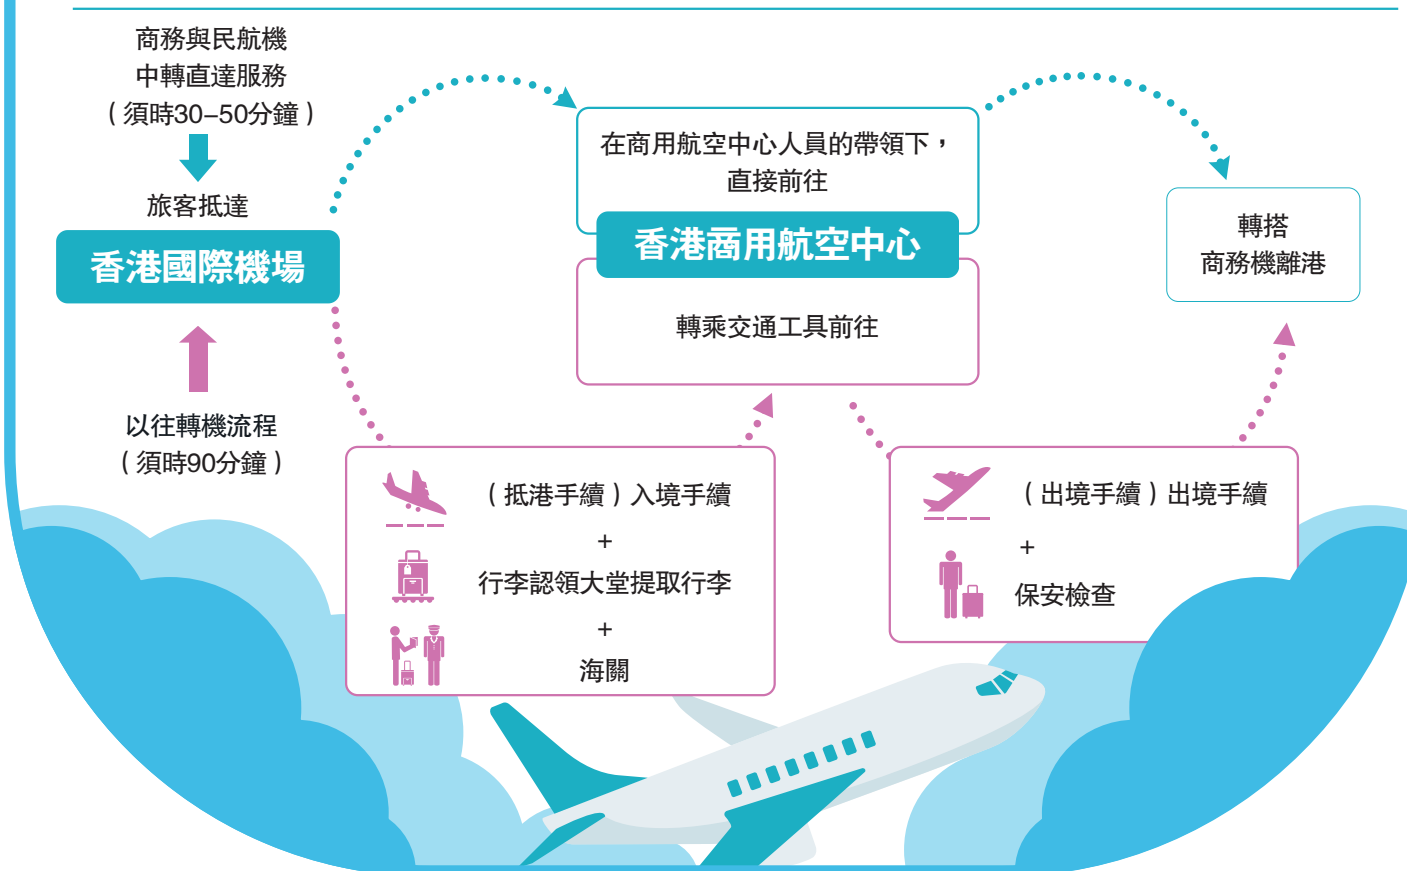 商務與民航機
中轉直達服務
（須時30–50分鐘）
旅客抵達
香港國際機場
以往轉機流程
（須時90分鐘）
在商用航空中心人員的帶領下，
直接前往
香港商用航空中心
轉乘交通工具前往
（抵港手續）入境手續
+
行李認領大堂提取行李
+
海關
（出境手續）出境手續
+
保安檢查
轉搭
商務機離港